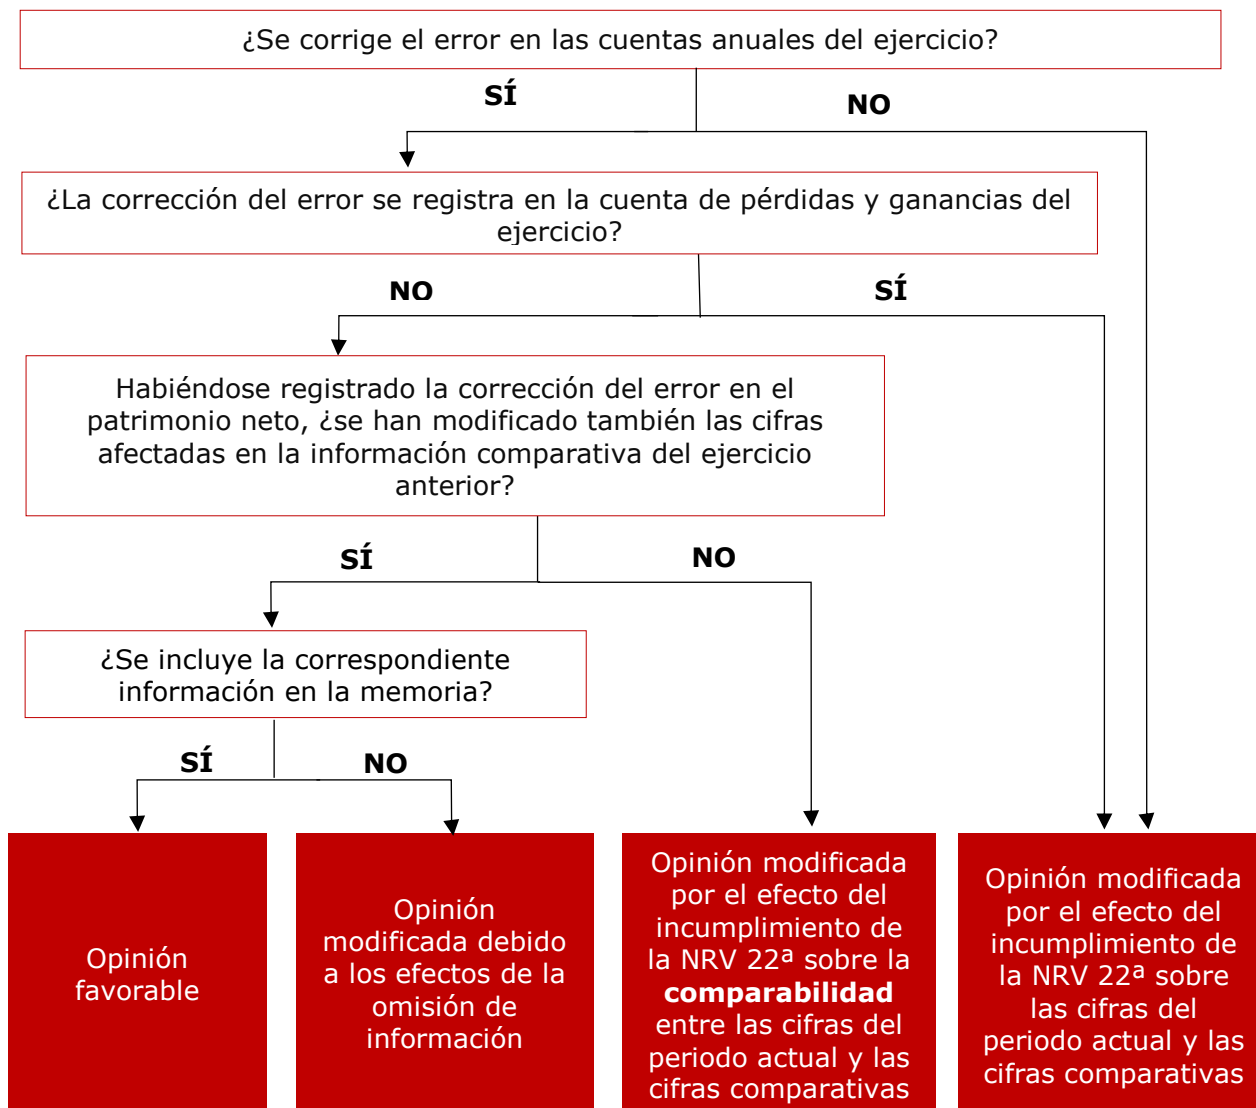 ¿Se corrige el error en las cuentas anuales del ejercicio?
SÍ
NO
¿La corrección del error se registra en la cuenta de pérdidas y ganancias del
ejercicio?
NO
SÍ
Habiéndose registrado la corrección del error en el
patrimonio neto, ¿se han modificado también las cifras
afectadas en la información comparativa del ejercicio
anterior?
SÍ
NO
¿Se incluye la correspondiente
información en la memoria?
SÍ
NO
Opinión
favorable
Opinión
modificada debido
a los efectos de la
omisión de
información
Opinión modificada
por el efecto del
incumplimiento de
la NRV 22ª sobre la
comparabilidad
entre las cifras del
periodo actual y las
cifras comparativas
Opinión modificada
por el efecto del
incumplimiento de
la NRV 22ª sobre
las cifras del
periodo actual y las
cifras comparativas